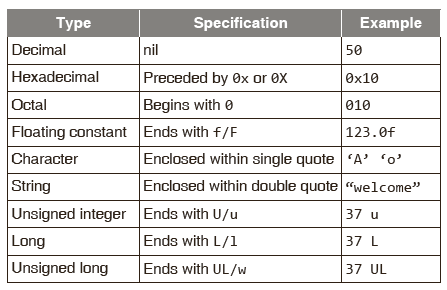 Type Specification Example
Decimal nil 50
Hexadecimal Preceded by 0x or 0X 0x10
Octal Begins with 0 010
Floating constant Ends with f/F 123.0f
Character Enclosed within single quote ‘A’ ‘o’
String Enclosed within double quote “welcome”
Unsigned integer Ends with U/u 37 u
Long Ends with L/l 37 L
Unsigned long Ends with UL/w 37 UL